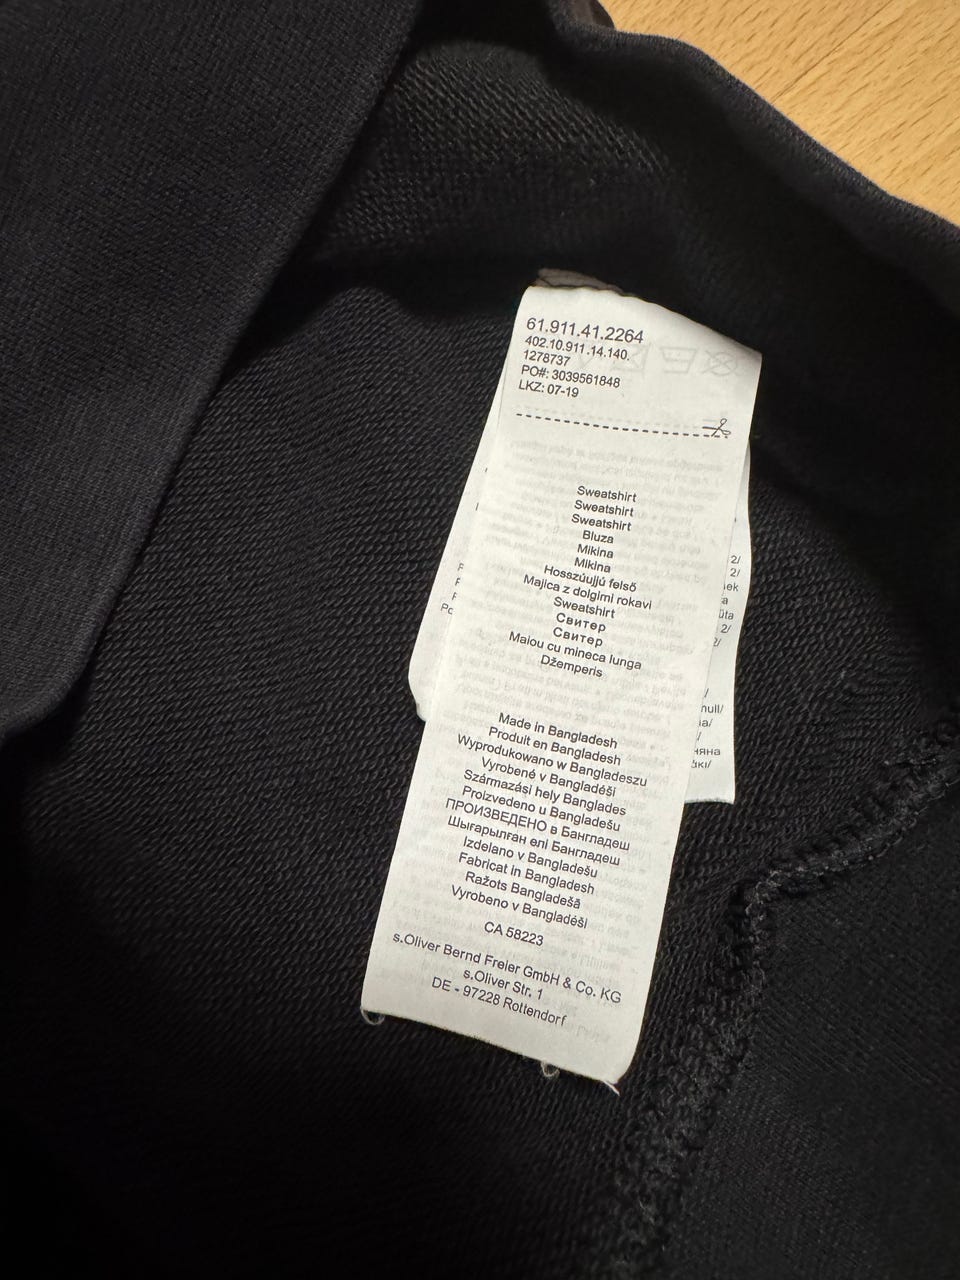 61.911.41.2264
402.10.911.14.140.
1278737
PO#: 3039561848
LKZ: 07-19
Sweatshirt
Sweatshirt
Sweatshirt
Bluza
Mikina
Mikina
Hosszúujjú felső
Majica z dolgimi rokavi
Sweatshirt
Свитер
Свитер
Maiou cu mineca lunga
Džemperis
Made in Bangladesh
Produit en Bangladesh
Wyprodukowano w Bangladeszu
Vyrobené v Bangladéši
Származási hely Banglades
Proizvedeno u Bangladešu
ПРОИЗВЕДЕНО в Бангладеш
Шығарылған елі Бангладеш
Izdelano v Bangladešu
Fabricat in Bangladesh
Ražots Bangladešā
Vyrobeno v Bangladéši
CA 58223
s.Oliver Bernd Freier GmbH & Co. KG
s.Oliver Str. 1
DE - 97228 Rottendorf